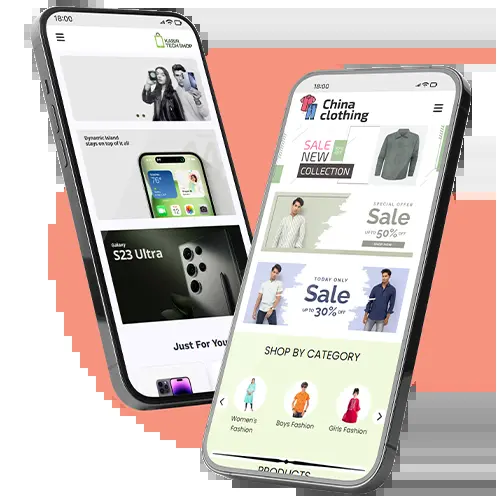 18:00
KABIR
TECH SHOP
Dynamic Island
stays on top of it all
Galaxy
S23 Ultra
Just For You
18:00
China
clothing
SALE
NEW
COLLECTION
SPECIAL OFFER
Sale
UP TO 50% OFF
SHOP NOW
TODAY ONLY
Sale
UP TO 30% OFF
SHOP BY CATEGORY
Women's
Fashion
Boys Fashion
Girls Fashion
PRODUCTS